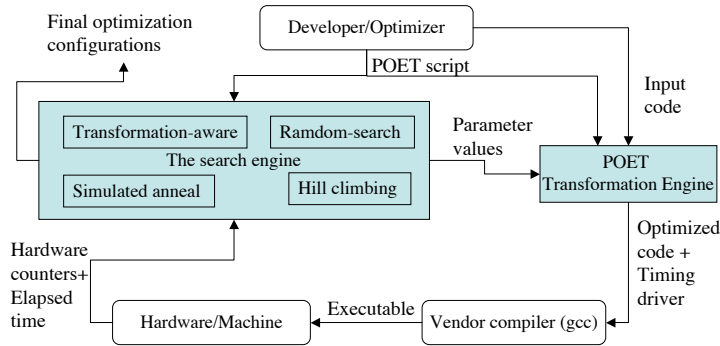 Final optimization
configurations
Developer/Optimizer
POET script
Input
code
Transformation-aware
Ramdom-search
The search engine
Simulated anneal
Hill climbing
Parameter
values
POET
Transformation Engine
Hardware
counters+
Elapsed
time
Optimized
code +
Timing
driver
Hardware/Machine
Executable
Vendor compiler (gcc)